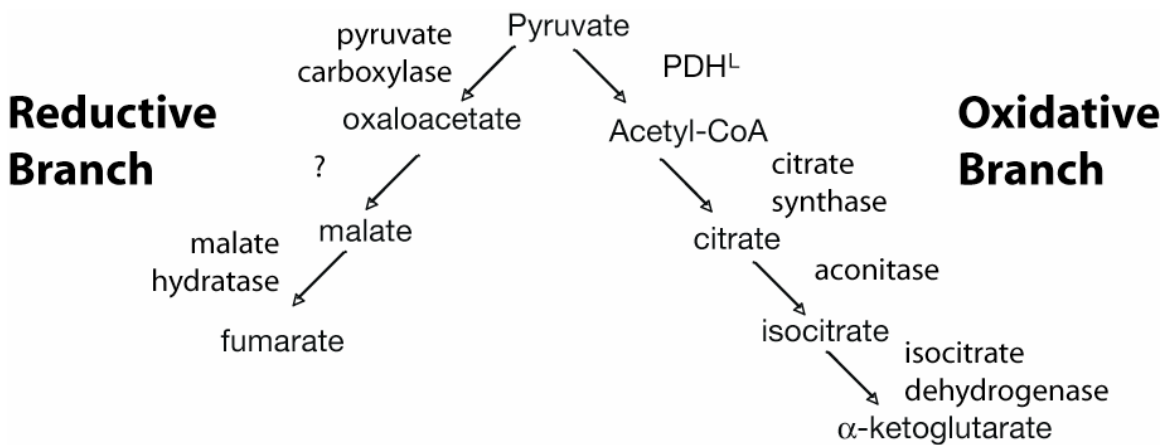 Pyruvate
pyruvate
carboxylase
PDHᴸ
Reductive
Branch
oxaloacetate
Acetyl-CoA
Oxidative
Branch
?
citrate
synthase
malate
citrate
malate
hydratase
aconitase
fumarate
isocitrate
isocitrate
dehydrogenase
α-ketoglutarate